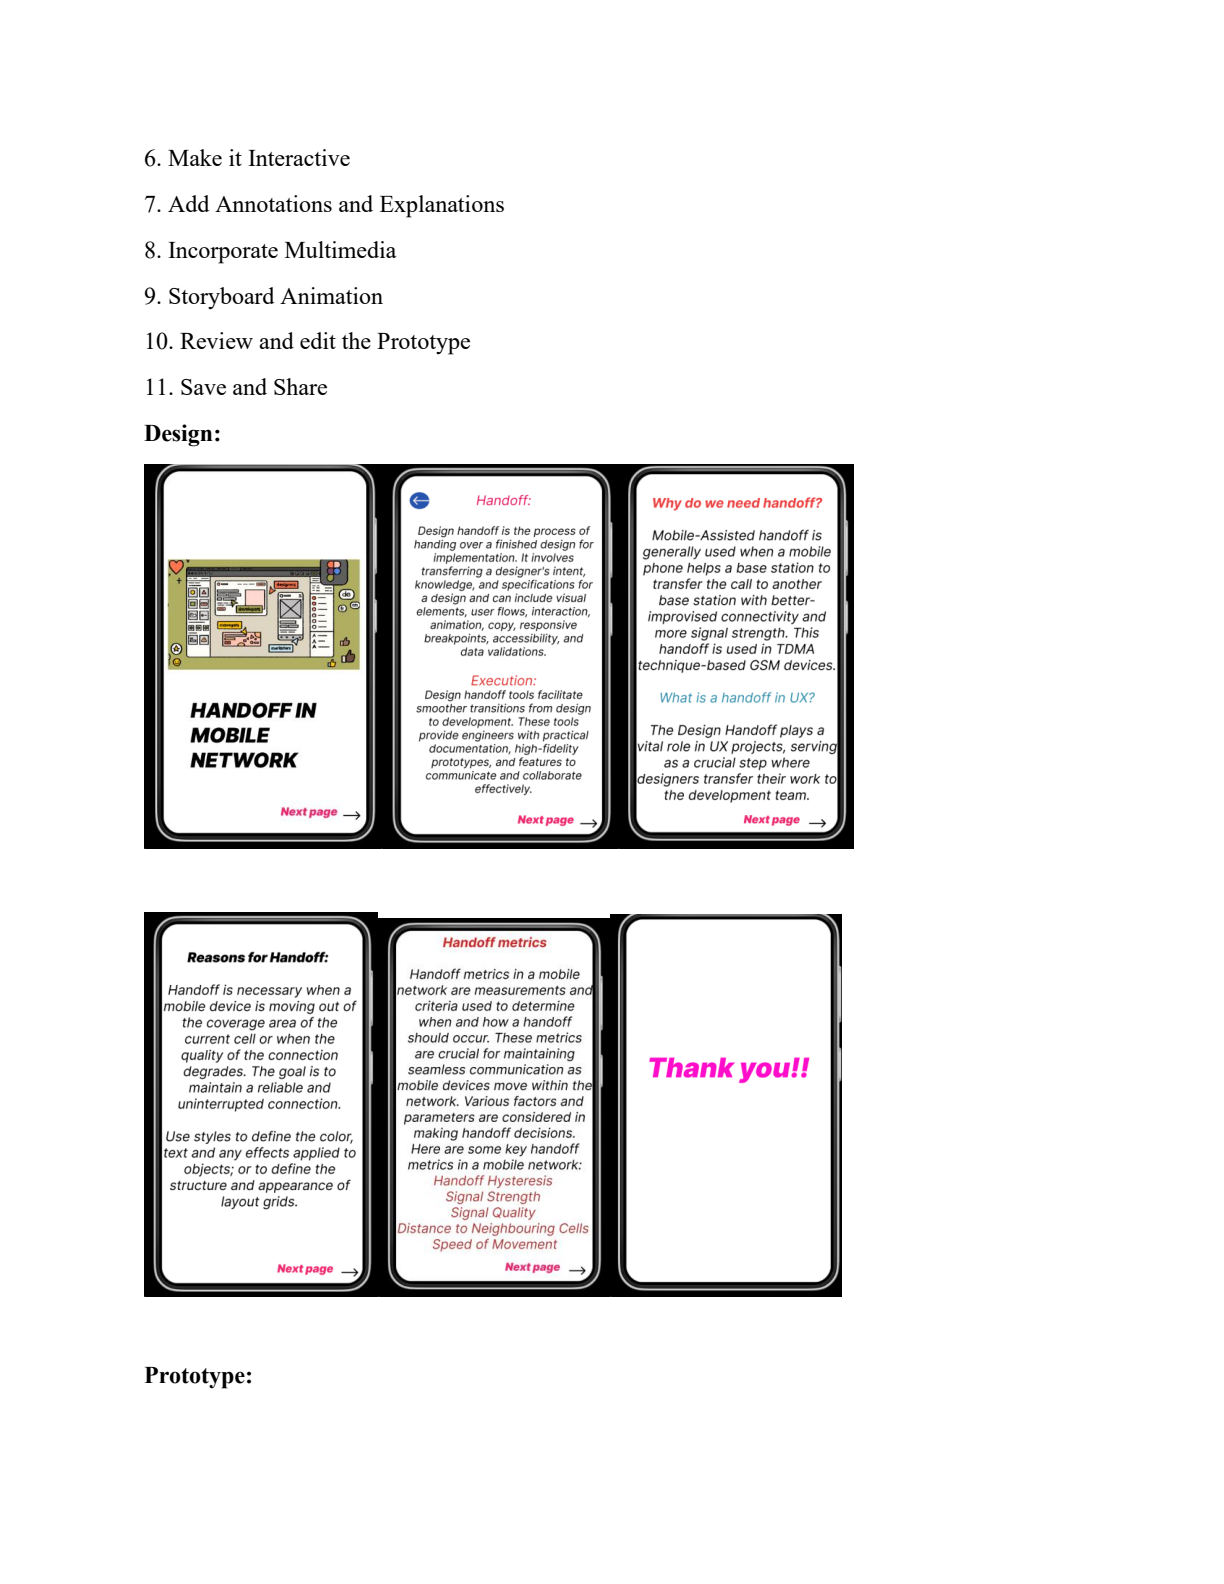 6. Make it Interactive
7. Add Annotations and Explanations
8. Incorporate Multimedia
9. Storyboard Animation
10. Review and edit the Prototype
11. Save and Share
Design:
HANDOFF IN
MOBILE
NETWORK
Next page
Handoff:
Design handoff is the process of
handing over a finished design for
implementation. It involves
transferring a designer's intent,
knowledge, and specifications for
a design and can include visual
elements, user flows, interaction,
animation, copy, responsive
breakpoints, accessibility, and
data validations.
Execution:
Design handoff tools facilitate
smoother transitions from design
to development. These tools
provide engineers with practical
documentation, high-fidelity
prototypes, and features to
communicate and collaborate
effectively.
Next page
Why do we need handoff?
Mobile-Assisted handoff is
generally used when a mobile
phone helps a base station to
transfer the call to another
base station with better-
improvised connectivity and
more signal strength. This
handoff is used in TDMA
technique-based GSM devices.
What is a handoff in UX?
The Design Handoff plays a
vital role in UX projects, serving
as a crucial step where
designers transfer their work to
the development team.
Next page
Reasons for Handoff:
Handoff is necessary when a
mobile device is moving out of
the coverage area of the
current cell or when the
quality of the connection
degrades. The goal is to
maintain a reliable and
uninterrupted connection.
Use styles to define the color,
text and any effects applied to
objects; or to define the
structure and appearance of
layout grids.
Next page
Handoff metrics
Handoff metrics in a mobile
network are measurements and
criteria used to determine
when and how a handoff
should occur. These metrics
are crucial for maintaining
seamless communication as
mobile devices move within the
network. Various factors and
parameters are considered in
making handoff decisions.
Here are some key handoff
metrics in a mobile network:
Handoff Hysteresis
Signal Strength
Signal Quality
Distance to Neighbouring Cells
Speed of Movement
Next page
Thank you!!
Prototype: